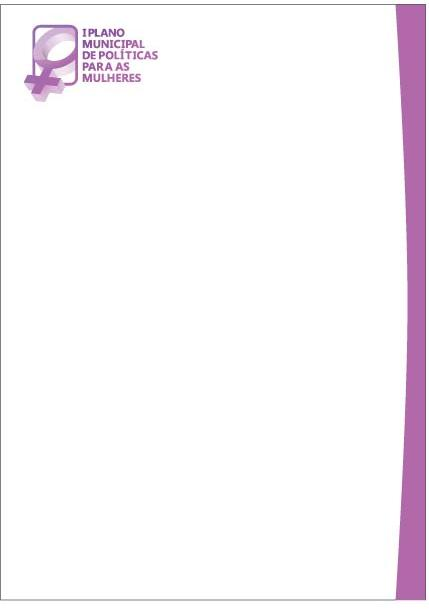 I PLANO
MUNICIPAL
DE POLÍTICAS
PARA AS
MULHERES